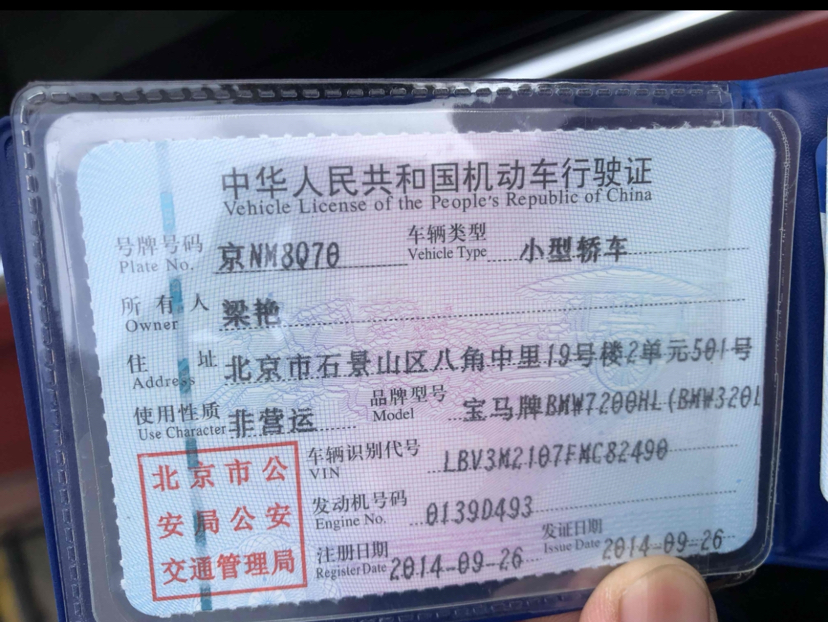 中华人民共和国机动车行驶证
Vehicle License of the People's Republic of China
号牌号码 京NM8Q70 车辆类型 小型轿车
Plate No. Vehicle Type
所有人 梁艳
Owner
住址 北京市石景山区八角中里19号楼2单元501号
Address
使用性质 非营运 品牌型号 宝马牌BMW7200HL(BMW320L
Use Character Model
北京市公安局公安交通管理局
车辆识别代号 LBV3M2107FMC82490
VIN
发动机号码 0139D493
Engine No.
注册日期 2014-09-26 发证日期 2014-09-26
Register Date Issue Date